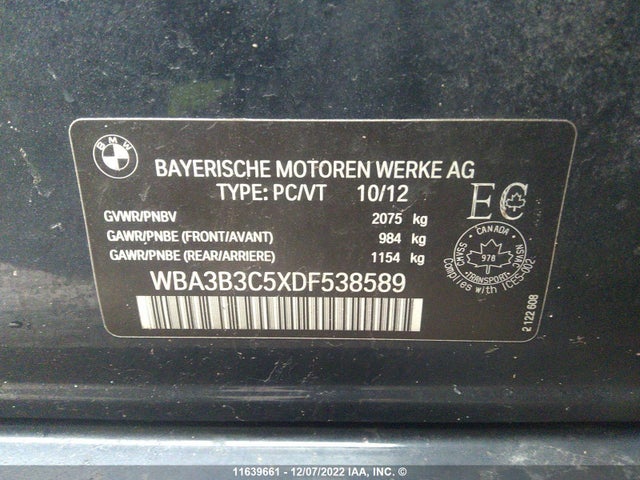 BMW
BAYERISCHE MOTOREN WERKE AG
TYPE: PC/VT 10/12
EC
GVWR/PNBV 2075 kg
GAWR/PNBE (FRONT/AVANT) 984 kg
GAWR/PNBE (REAR/ARRIERE) 1154 kg
CANADA
978
TRANSPORT
Complies with ICES-002
WBA3B3C5XDF538589
2 122 608
11639661 - 12/07/2022 IAA, INC. ©